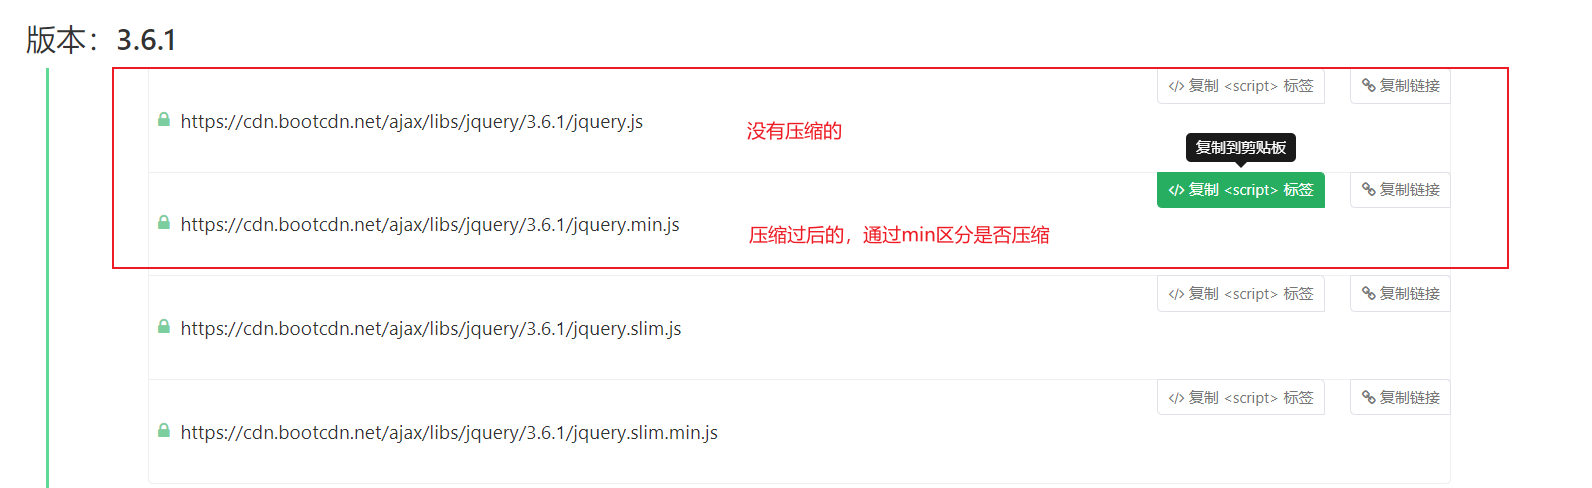 版本：3.6.1
</> 复制 <script> 标签 复制链接
https://cdn.bootcdn.net/ajax/libs/jquery/3.6.1/jquery.js
没有压缩的
复制到剪贴板
</> 复制 <script> 标签 复制链接
https://cdn.bootcdn.net/ajax/libs/jquery/3.6.1/jquery.min.js
压缩过后的，通过min区分是否压缩
</> 复制 <script> 标签 复制链接
https://cdn.bootcdn.net/ajax/libs/jquery/3.6.1/jquery.slim.js
</> 复制 <script> 标签 复制链接
https://cdn.bootcdn.net/ajax/libs/jquery/3.6.1/jquery.slim.min.js